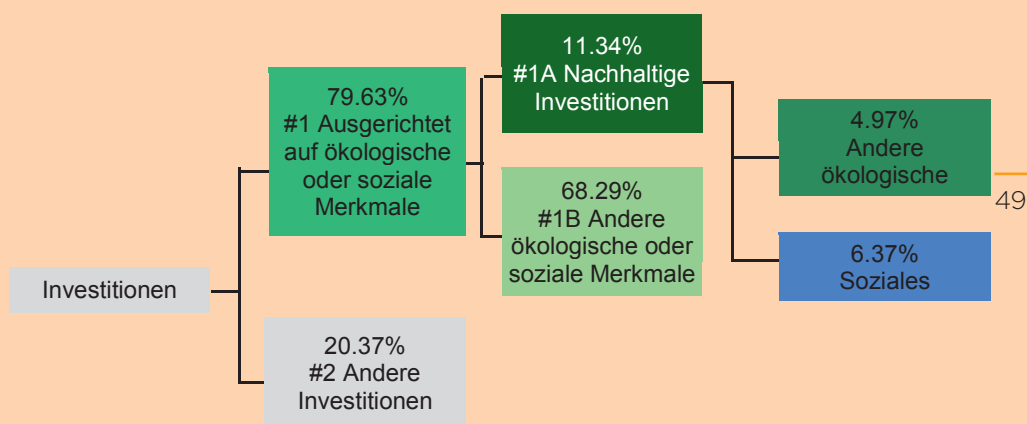 11.34%
#1A Nachhaltige
Investitionen
79.63%
#1 Ausgerichtet
auf ökologische
oder soziale
Merkmale
4.97%
Andere
ökologische
68.29%
#1B Andere
ökologische oder
soziale Merkmale
49
6.37%
Soziales
Investitionen
20.37%
#2 Andere
Investitionen